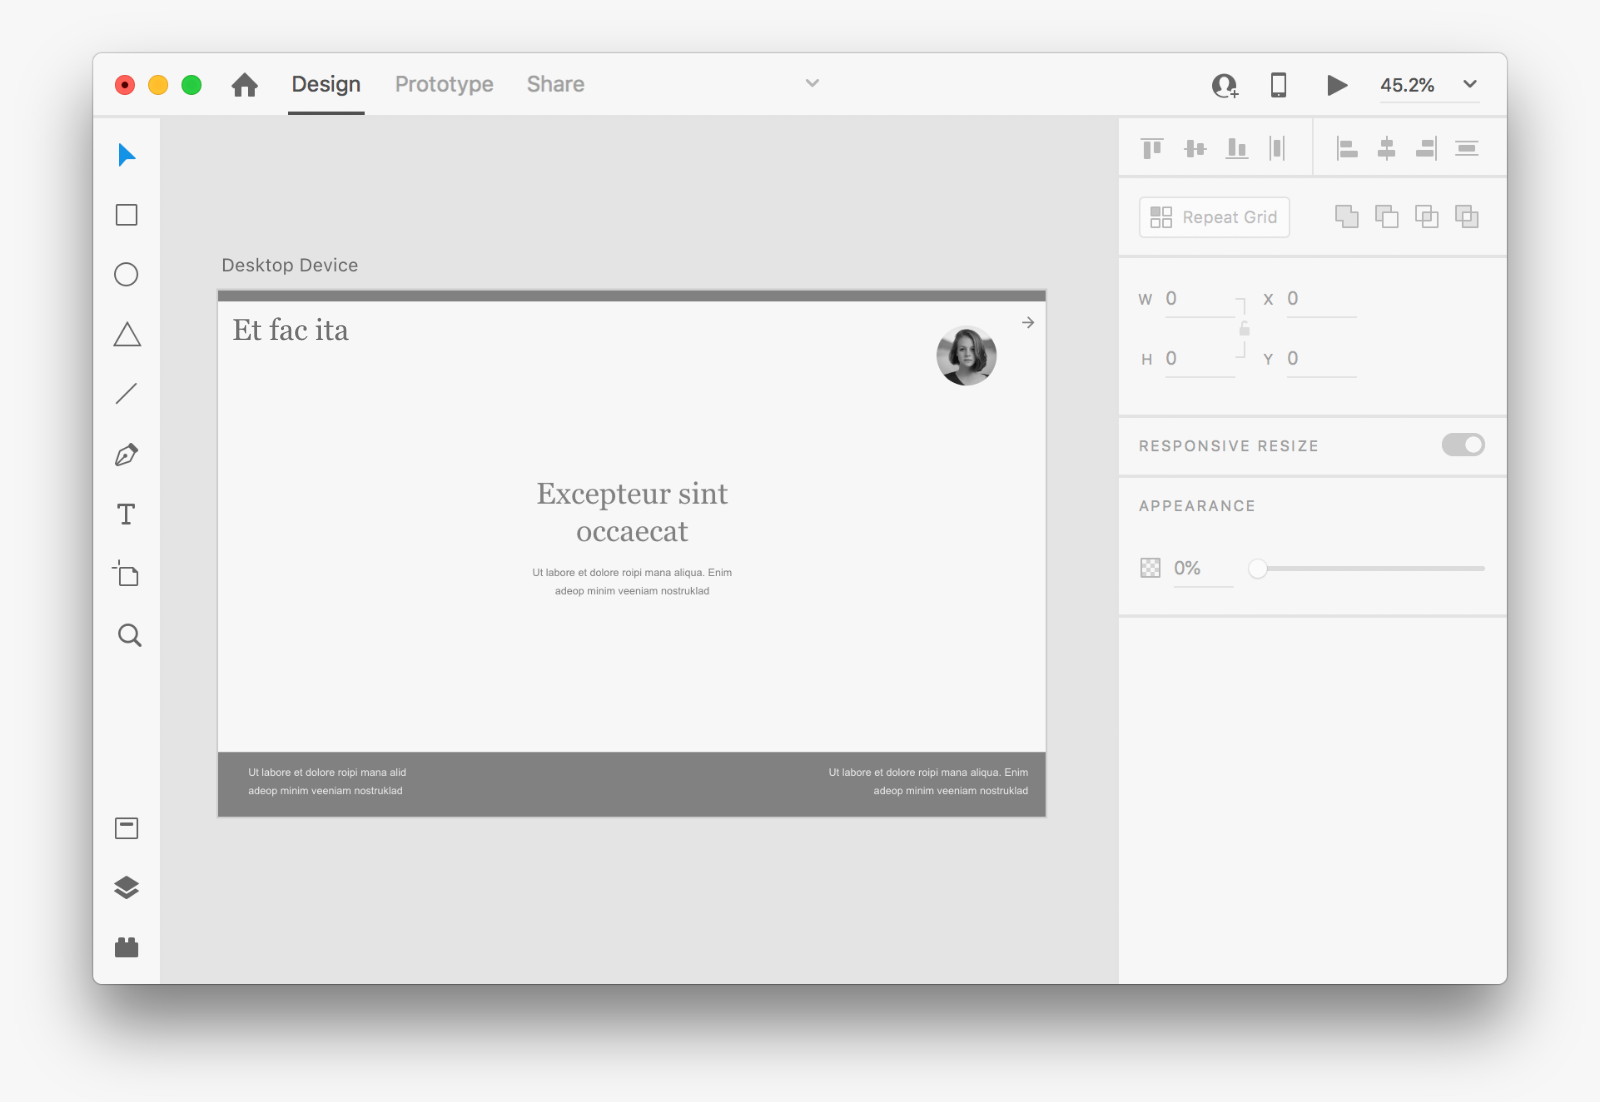 Design Prototype Share
45.2%
Repeat Grid
Desktop Device
W 0 X 0
H 0 Y 0
Et fac ita
RESPONSIVE RESIZE
APPEARANCE
0%
Excepteur sint
occaecat
Ut labore et dolore roipi mana aliqua. Enim
adeop minim veeniam nostruklad
Ut labore et dolore roipi mana alid
adeop minim veeniam nostruklad
Ut labore et dolore roipi mana aliqua. Enim
adeop minim veeniam nostruklad